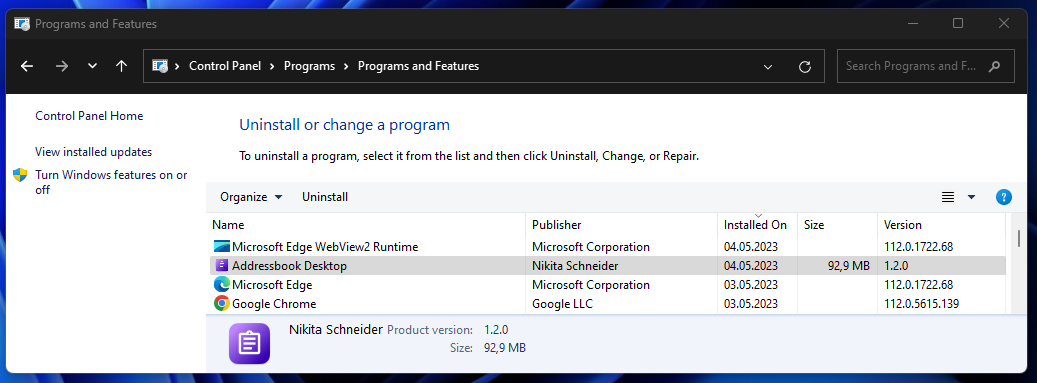 Programs and Features
Control Panel > Programs > Programs and Features
Search Programs and F...
Control Panel Home
View installed updates
Turn Windows features on or
off
Uninstall or change a program
To uninstall a program, select it from the list and then click Uninstall, Change, or Repair.
Organize Uninstall ?
Name Publisher Installed On Size Version
Microsoft Edge WebView2 Runtime Microsoft Corporation 04.05.2023 112.0.1722.68
Addressbook Desktop Nikita Schneider 04.05.2023 92,9 MB 1.2.0
Microsoft Edge Microsoft Corporation 03.05.2023 112.0.1722.68
Google Chrome Google LLC 03.05.2023 112.0.5615.139
Nikita Schneider Product version: 1.2.0
Size: 92,9 MB